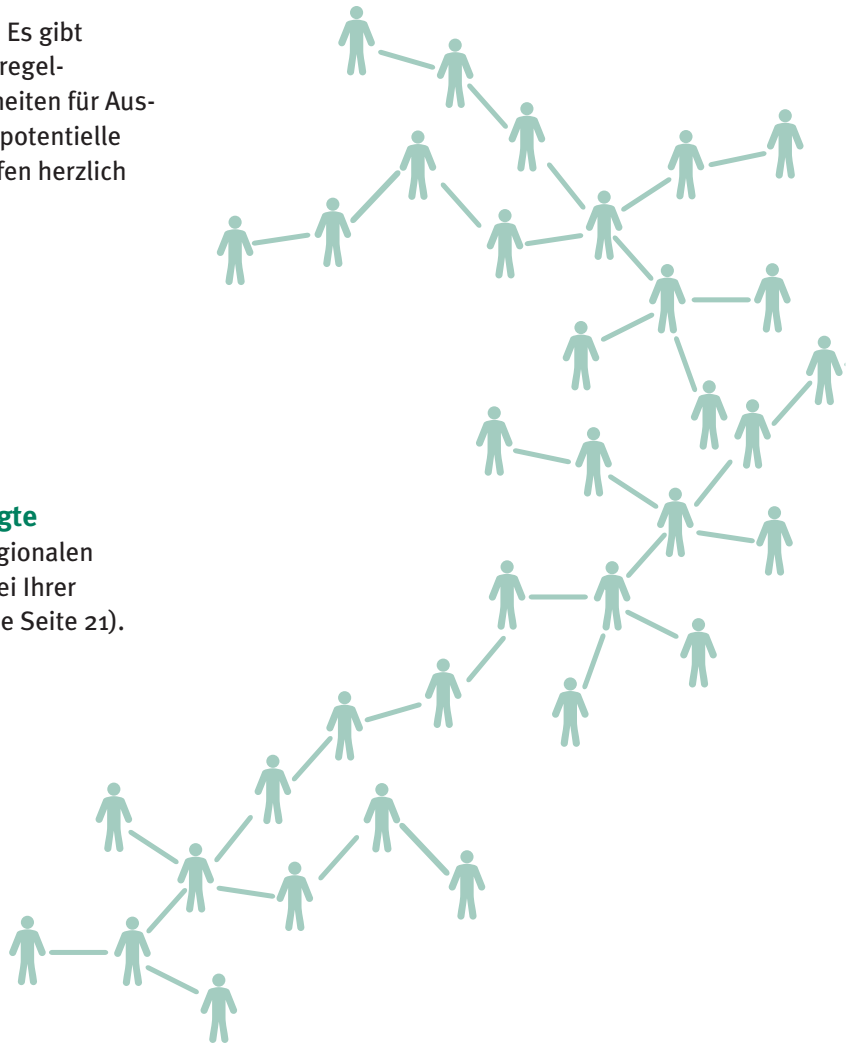 Es gibt
regel-
heiten für Aus-
potentielle
fen herzlich
gte
gionalen
ei Ihrer
e Seite 21).